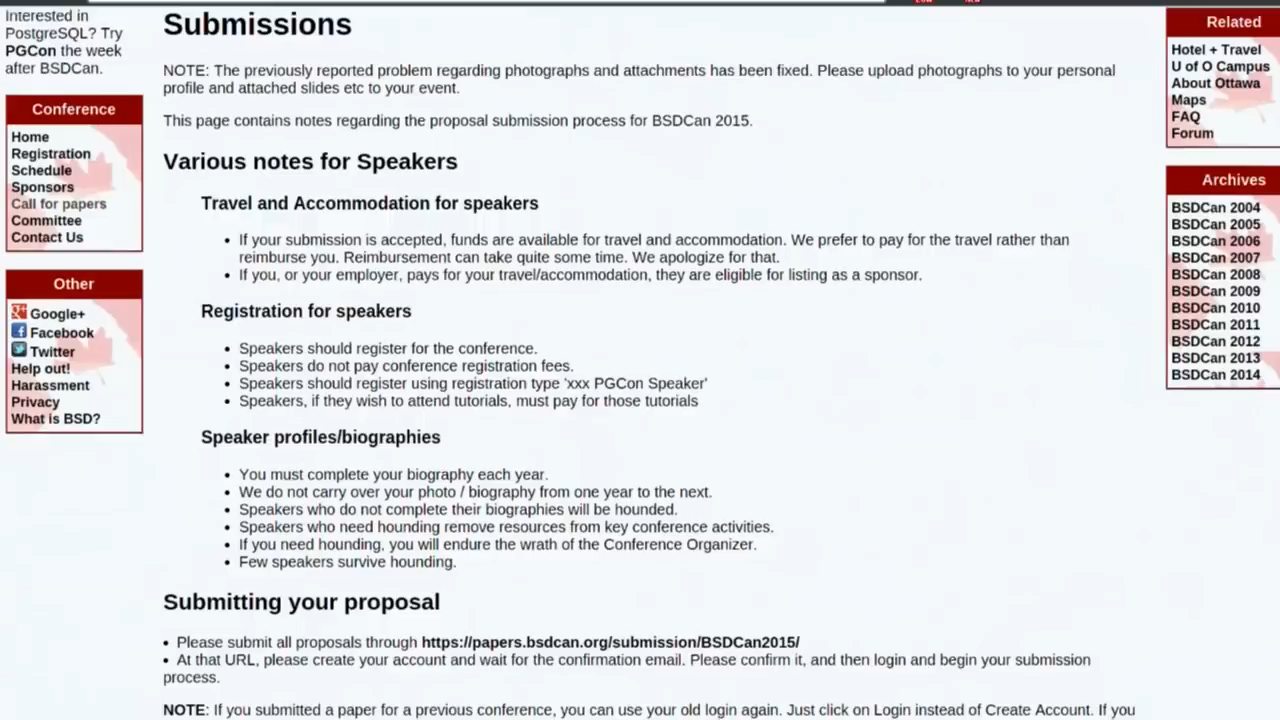 Interested in
PostgreSQL? Try
PGCon the week
after BSDCan.
Conference
Home
Registration
Schedule
Sponsors
Call for papers
Committee
Contact Us
Other
Google+
Facebook
Twitter
Help out!
Harassment
Privacy
What is BSD?
Submissions
NOTE: The previously reported problem regarding photographs and attachments has been fixed. Please upload photographs to your personal
profile and attached slides etc to your event.
This page contains notes regarding the proposal submission process for BSDCan 2015.
Various notes for Speakers
Travel and Accommodation for speakers
• If your submission is accepted, funds are available for travel and accommodation. We prefer to pay for the travel rather than
reimburse you. Reimbursement can take quite some time. We apologize for that.
• If you, or your employer, pays for your travel/accommodation, they are eligible for listing as a sponsor.
Registration for speakers
• Speakers should register for the conference.
• Speakers do not pay conference registration fees.
• Speakers should register using registration type 'xxx PGCon Speaker'
• Speakers, if they wish to attend tutorials, must pay for those tutorials
Speaker profiles/biographies
• You must complete your biography each year.
• We do not carry over your photo / biography from one year to the next.
• Speakers who do not complete their biographies will be hounded.
• Speakers who need hounding remove resources from key conference activities.
• If you need hounding, you will endure the wrath of the Conference Organizer.
• Few speakers survive hounding.
Submitting your proposal
• Please submit all proposals through https://papers.bsdcan.org/submission/BSDCan2015/
• At that URL, please create your account and wait for the confirmation email. Please confirm it, and then login and begin your submission
process.
NOTE: If you submitted a paper for a previous conference, you can use your old login again. Just click on Login instead of Create Account. If you
Related
Hotel + Travel
U of O Campus
About Ottawa
Maps
FAQ
Forum
Archives
BSDCan 2004
BSDCan 2005
BSDCan 2006
BSDCan 2007
BSDCan 2008
BSDCan 2009
BSDCan 2010
BSDCan 2011
BSDCan 2012
BSDCan 2013
BSDCan 2014